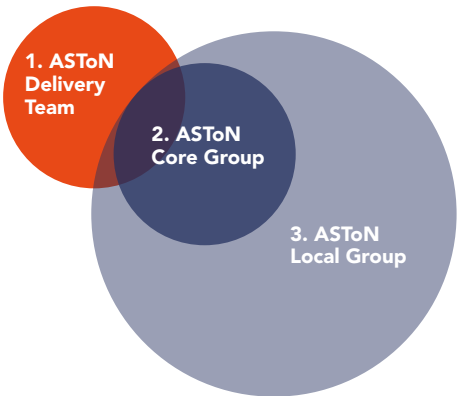 1. ASToN
Delivery
Team
2. ASToN
Core Group
3. ASToN
Local Group